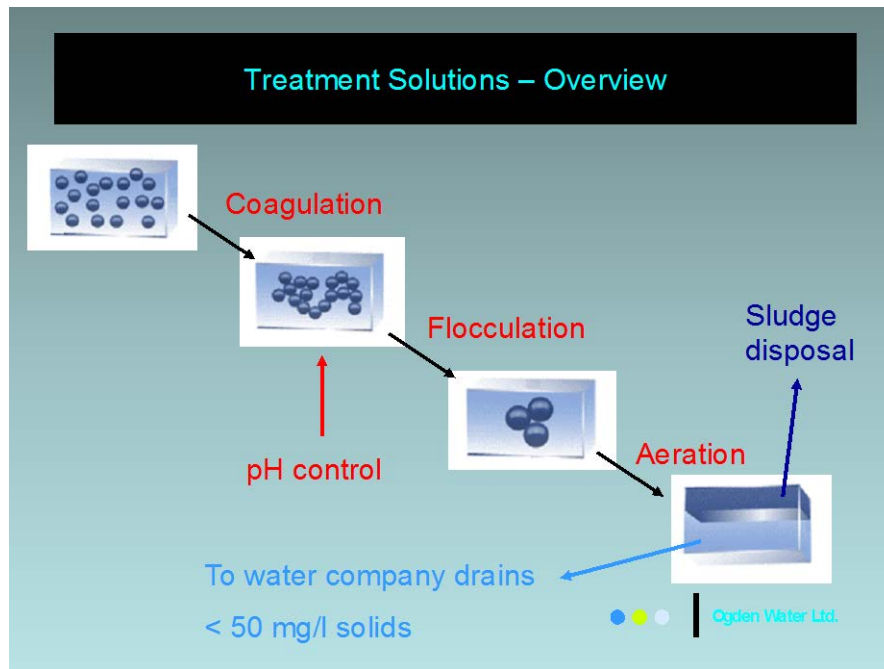 Treatment Solutions – Overview
Coagulation
Flocculation
Sludge
disposal
pH control
Aeration
To water company drains
< 50 mg/l solids
Ogden Water Ltd.